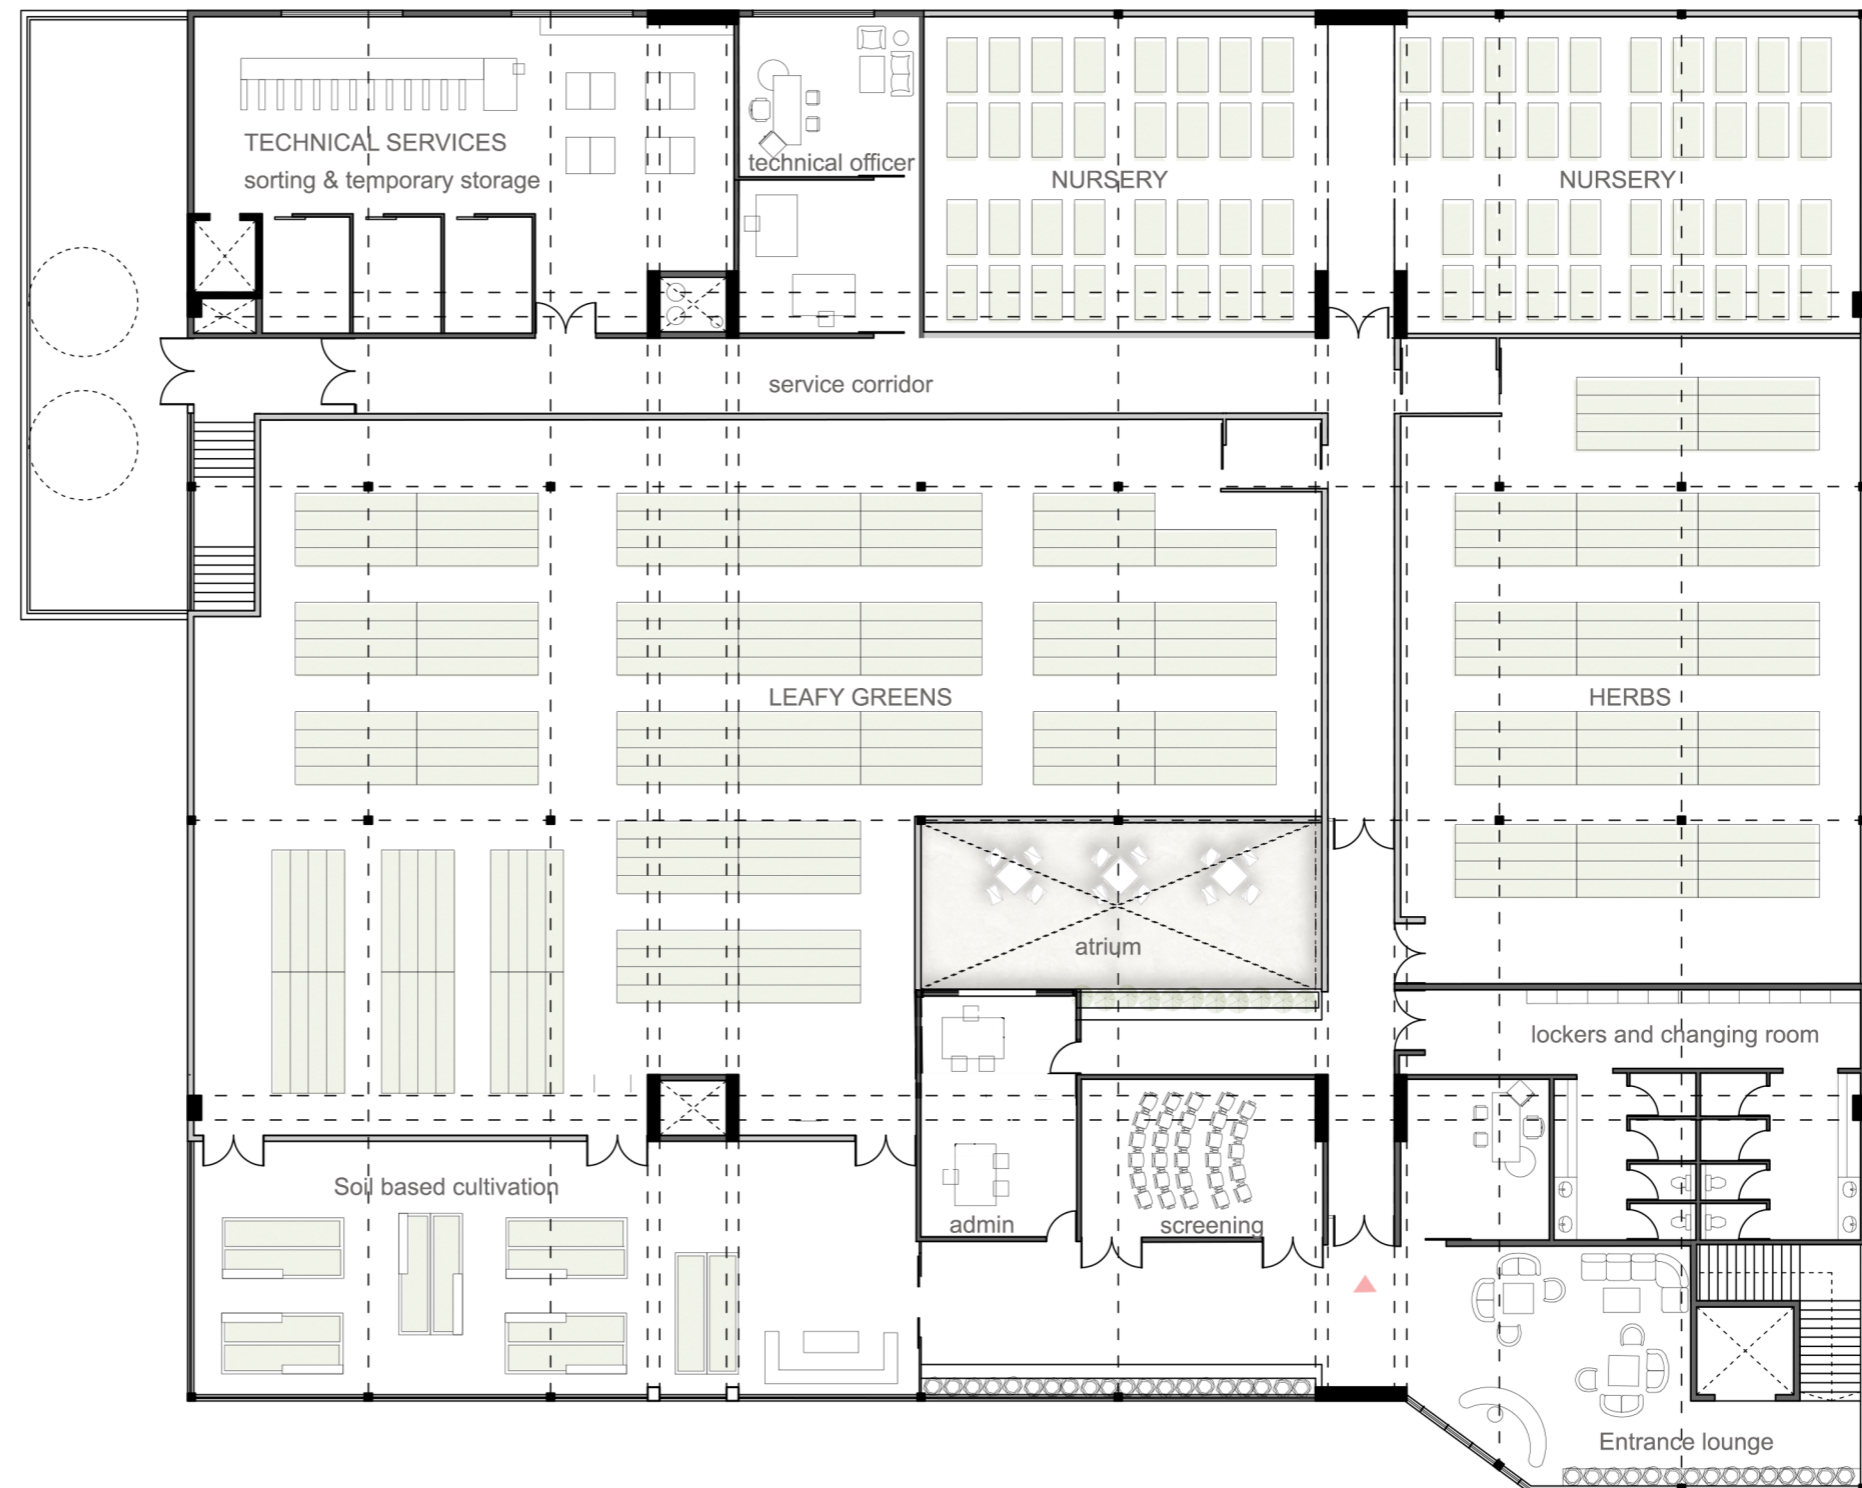 TECHNICAL SERVICES
sorting & temporary storage
technical officer
NURSERY
NURSERY
service corridor
LEAFY GREENS
HERBS
atrium
lockers and changing room
Soil based cultivation
admin
screening
Entrance lounge